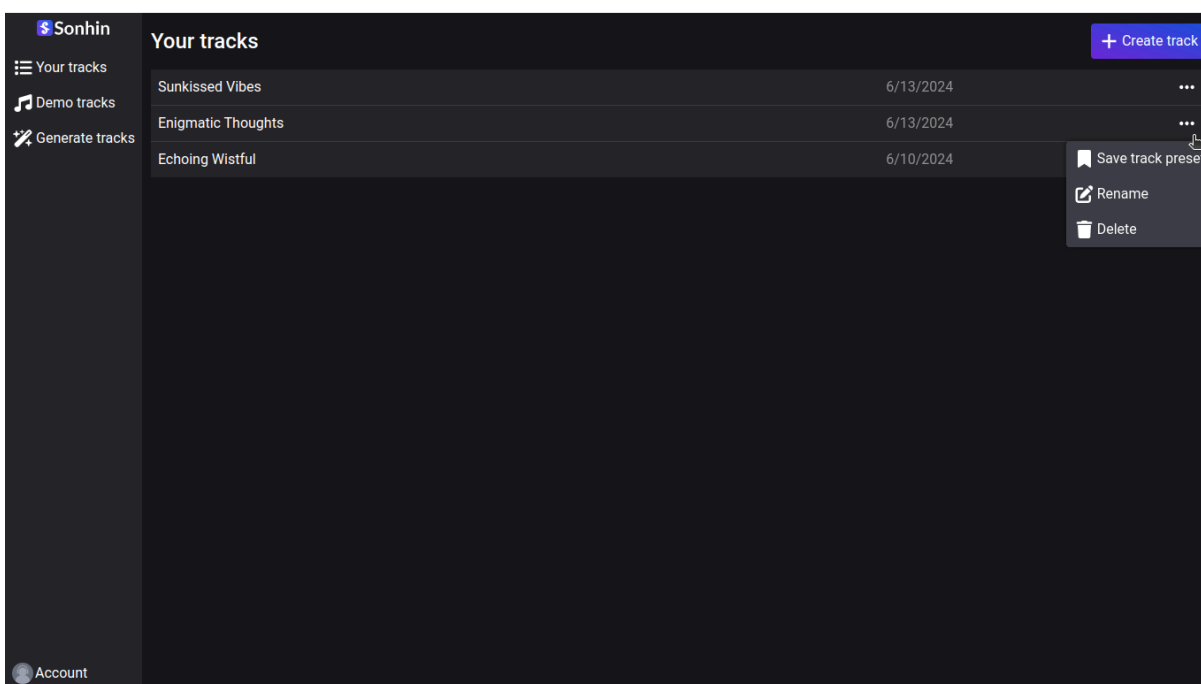 Sonhin
Your tracks
Demo tracks
Generate tracks
Account
Your tracks
Create track
Sunkissed Vibes 6/13/2024
Enigmatic Thoughts 6/13/2024
Echoing Wistful 6/10/2024
Save track prese
Rename
Delete